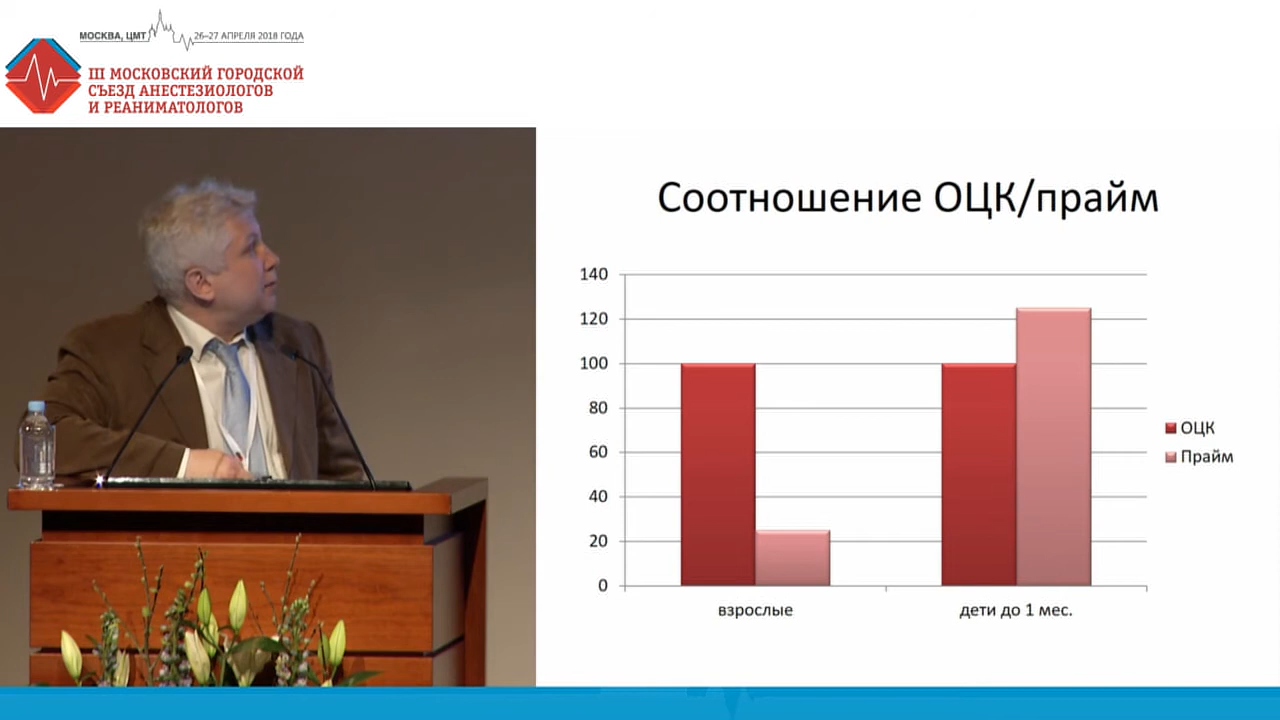 МОСКВА, ЦМТ 26–27 АПРЕЛЯ 2018 ГОДА
III МОСКОВСКИЙ ГОРОДСКОЙ
СЪЕЗД АНЕСТЕЗИОЛОГОВ
И РЕАНИМАТОЛОГОВ
Соотношение ОЦК/прайм
140
120
100
80
60
40
20
0
взрослые
дети до 1 мес.
ОЦК
Прайм